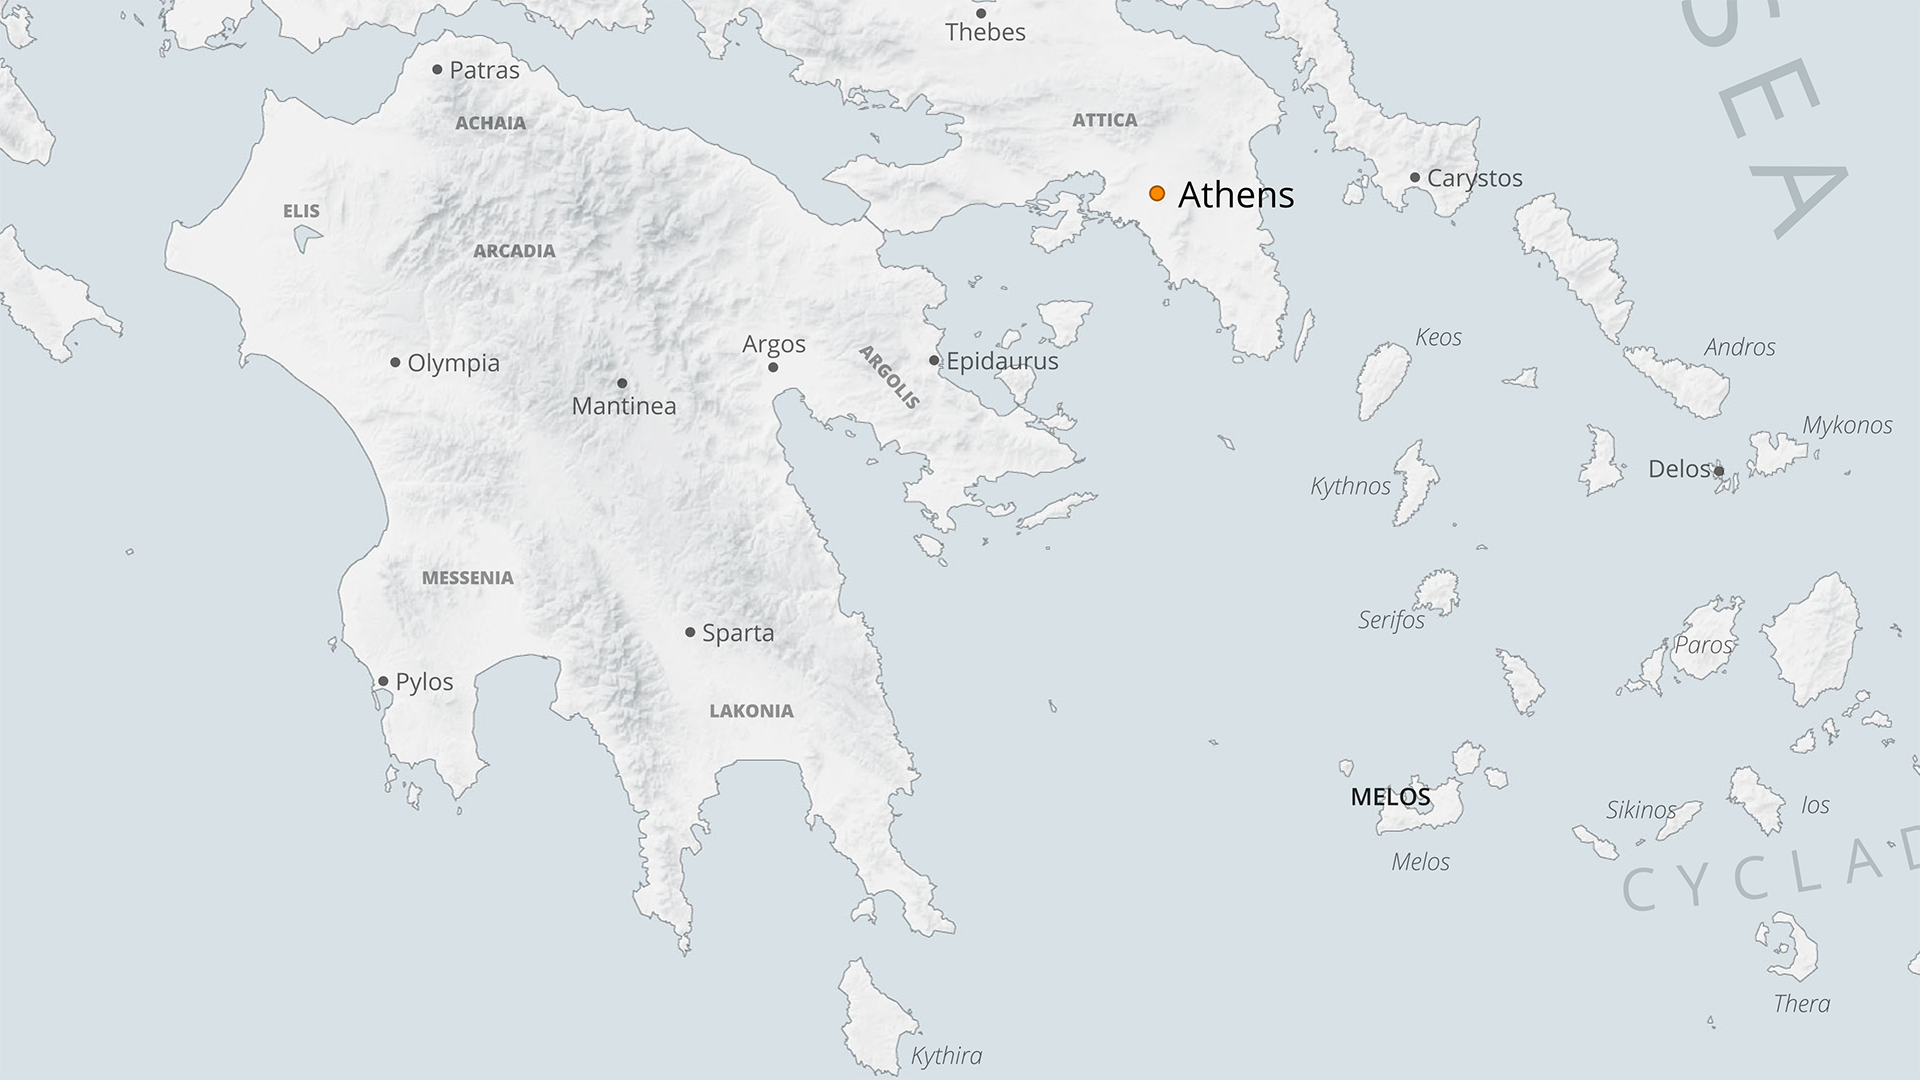 Thebes
SEA
Patras
ACHAIA
ATTICA
Athens
Carystos
ELIS
ARCADIA
Keos
Andros
Argos
Olympia
ARGOLIS
Epidaurus
Mantinea
Mykonos
Delos
Kythnos
MESSENIA
Serifos
Sparta
Paros
Pylos
LAKONIA
MELOS
Sikinos
Ios
Melos
CYCLAD
Thera
Kythira